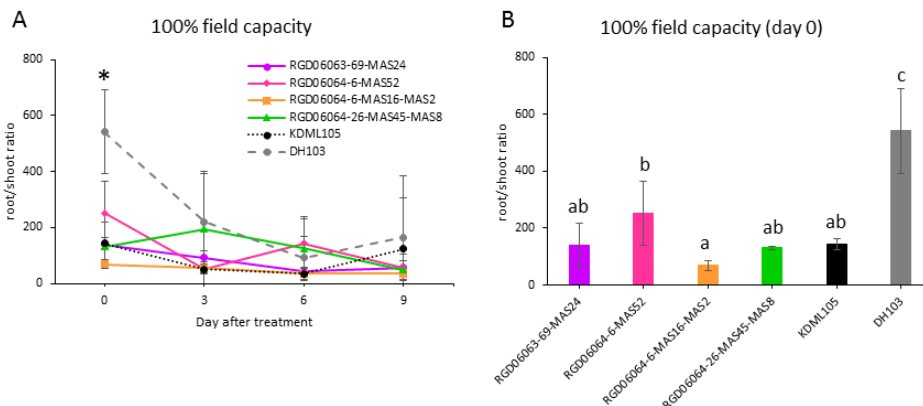 A
100% field capacity
800
600
400
200
0
root/shoot ratio
*
RGD06063-69-MAS24
RGD06064-6-MAS52
RGD06064-6-MAS16-MAS2
RGD06064-26-MAS45-MAS8
KDML105
DH103
0 3 6 9
Day after treatment
B
100% field capacity (day 0)
800
600
400
200
0
root/shoot ratio
ab
b
a
ab
ab
c
RGD06063-69-MAS24
RGD06064-6-MAS52
RGD06064-6-MAS16-MAS2
RGD06064-26-MAS45-MAS8
KDML105
DH103